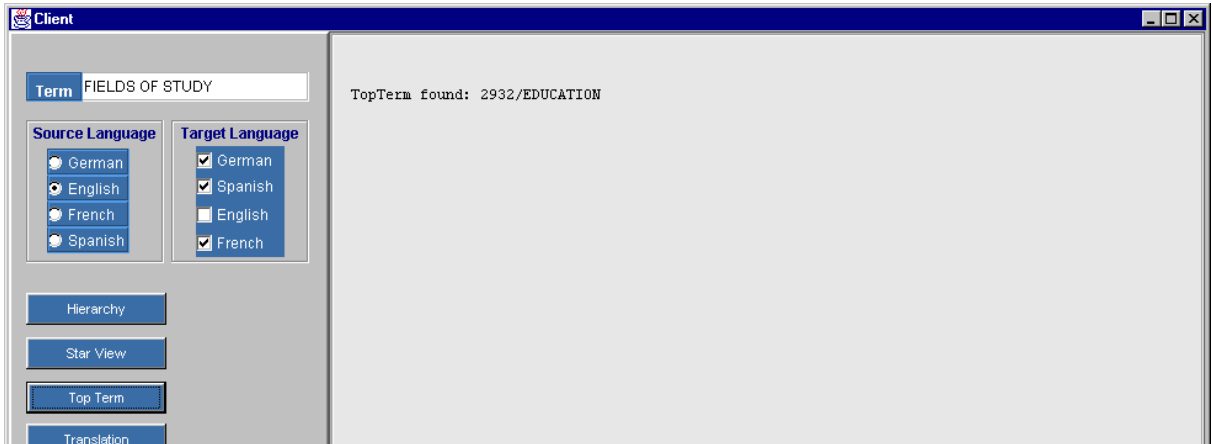 Client
Term FIELDS OF STUDY
TopTerm found: 2932/EDUCATION
Source Language
German
English
French
Spanish
Target Language
German
Spanish
English
French
Hierarchy
Star View
Top Term
Translation